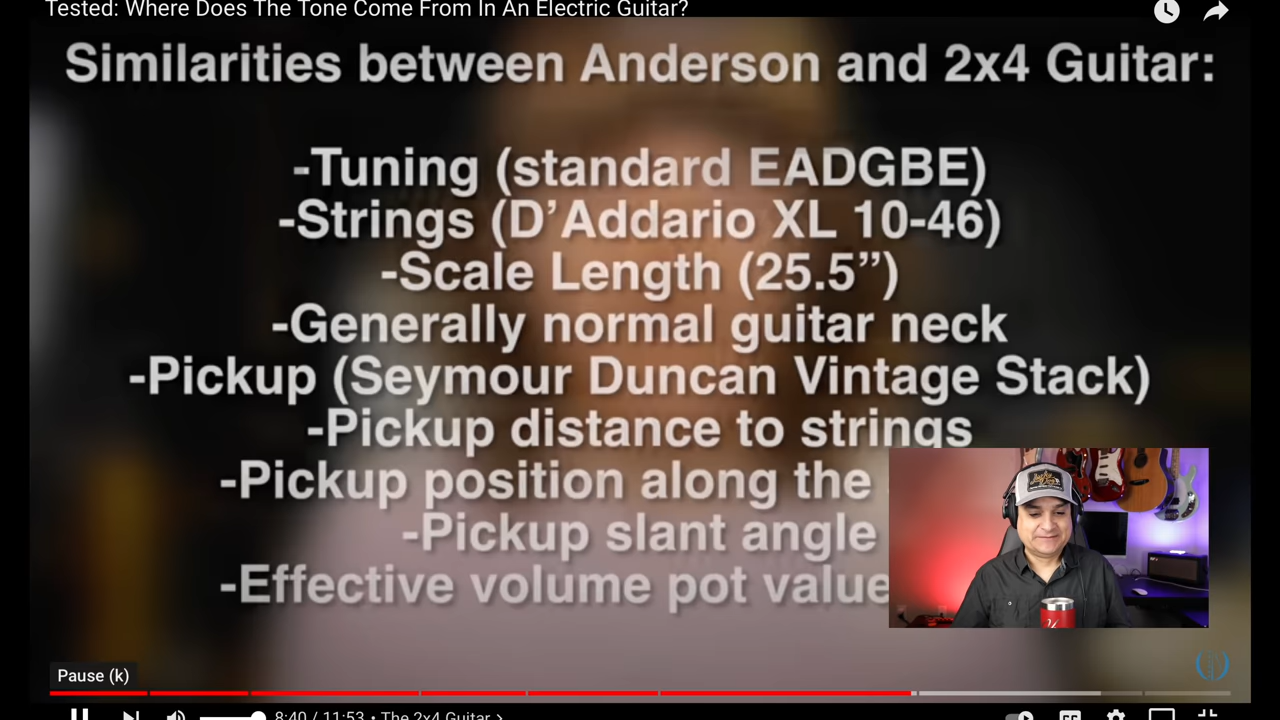 Tested: Where Does The Tone Come From In An Electric Guitar?
Similarities between Anderson and 2x4 Guitar:
-Tuning (standard EADGBE)
-Strings (D’Addario XL 10-46)
-Scale Length (25.5”)
-Generally normal guitar neck
-Pickup (Seymour Duncan Vintage Stack)
-Pickup distance to strings
-Pickup position along the
-Pickup slant angle
-Effective volume pot value
Pause (k)
8:40 / 11:53 • The 2x4 Guitar >